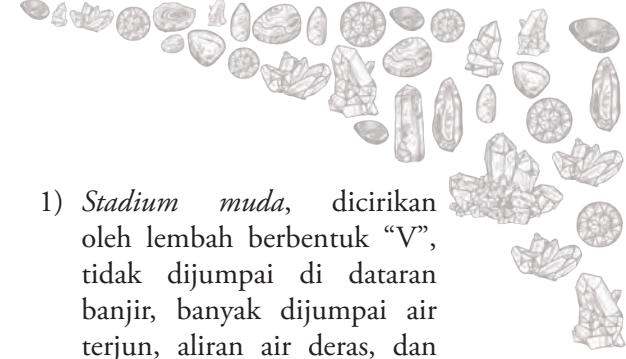 1) Stadium muda, dicirikan
oleh lembah berbentuk “V”,
tidak dijumpai di dataran
banjir, banyak dijumpai air
terjun, aliran air deras, dan